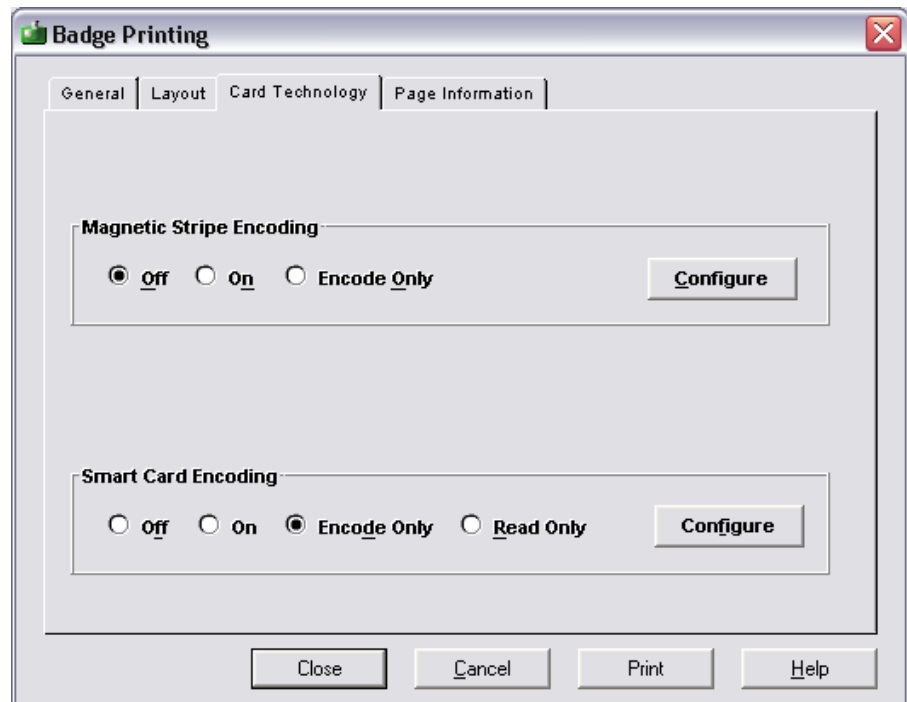 Badge Printing
General Layout Card Technology Page Information
Magnetic Stripe Encoding
Off On Encode Only Configure
Smart Card Encoding
Off On Encode Only Read Only Configure
Close Cancel Print Help